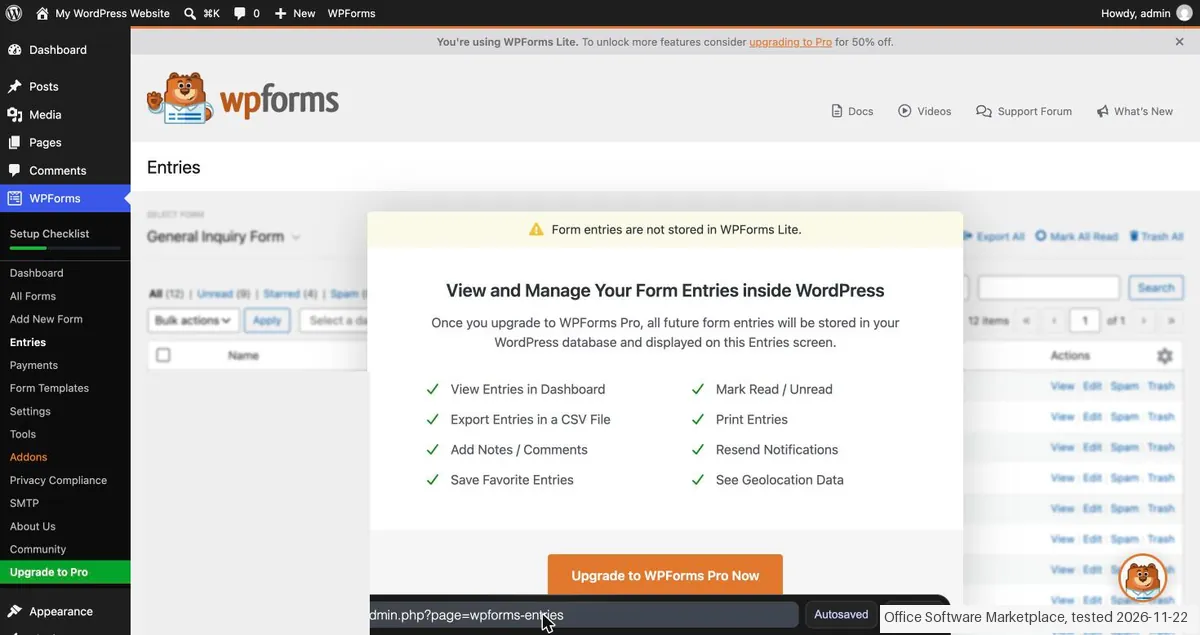 My WordPress Website ⌘K 0 New WPForms Howdy, admin
Dashboard
Posts
Media
Pages
Comments
WPForms
Setup Checklist
Dashboard
All Forms
Add New Form
Entries
Payments
Form Templates
Settings
Tools
Addons
Privacy Compliance
SMTP
About Us
Community
Upgrade to Pro
Appearance
You're using WPForms Lite. To unlock more features consider upgrading to Pro for 50% off.
wpforms
Docs Videos Support Forum What's New
Entries
SELECT FORM
General Inquiry Form
Export All Mark All Read Trash All
All (12) | Unread (9) | Starred (4) | Spam
Search
Bulk actions Apply Select a da
12 items « ‹ 1 of 1 › »
Name Actions
View Edit Spam Trash
View Edit Spam Trash
View Edit Spam Trash
View Edit Spam Trash
View Edit Spam Trash
View Edit Spam Trash
View Edit Spam Trash
View Edit Spam Trash
Form entries are not stored in WPForms Lite.
View and Manage Your Form Entries inside WordPress
Once you upgrade to WPForms Pro, all future form entries will be stored in your
WordPress database and displayed on this Entries screen.
View Entries in Dashboard Mark Read / Unread
Export Entries in a CSV File Print Entries
Add Notes / Comments Resend Notifications
Save Favorite Entries See Geolocation Data
Upgrade to WPForms Pro Now
dmin.php?page=wpforms-entries Autosaved
Office Software Marketplace, tested 2026-11-22